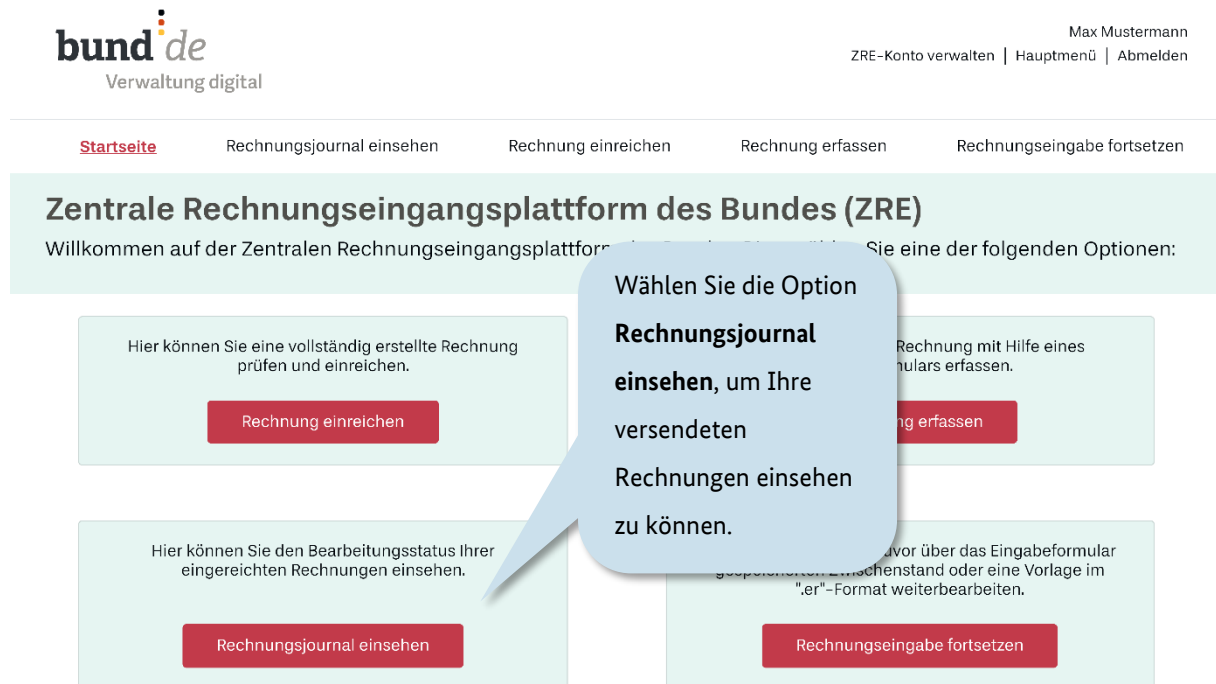 bund.de
Verwaltung digital
Max Mustermann
ZRE-Konto verwalten | Hauptmenü | Abmelden
Startseite Rechnungsjournal einsehen Rechnung einreichen Rechnung erfassen Rechnungseingabe fortsetzen
Zentrale Rechnungseingangsplattform des Bundes (ZRE)
Willkommen auf der Zentralen Rechnungseingangsplattform Sie eine der folgenden Optionen:
Wählen Sie die Option
Rechnungsjournal
einsehen, um Ihre
versendeten
Rechnungen einsehen
zu können.
Hier können Sie eine vollständig erstellte Rechnung
prüfen und einreichen.
Rechnung einreichen
Rechnung mit Hilfe eines
erfassen.
erfassen
Hier können Sie den Bearbeitungsstatus Ihrer
eingereichten Rechnungen einsehen.
Rechnungsjournal einsehen
über das Eingabeformular
oder eine Vorlage im
".er"-Format weiterbearbeiten.
Rechnungseingabe fortsetzen